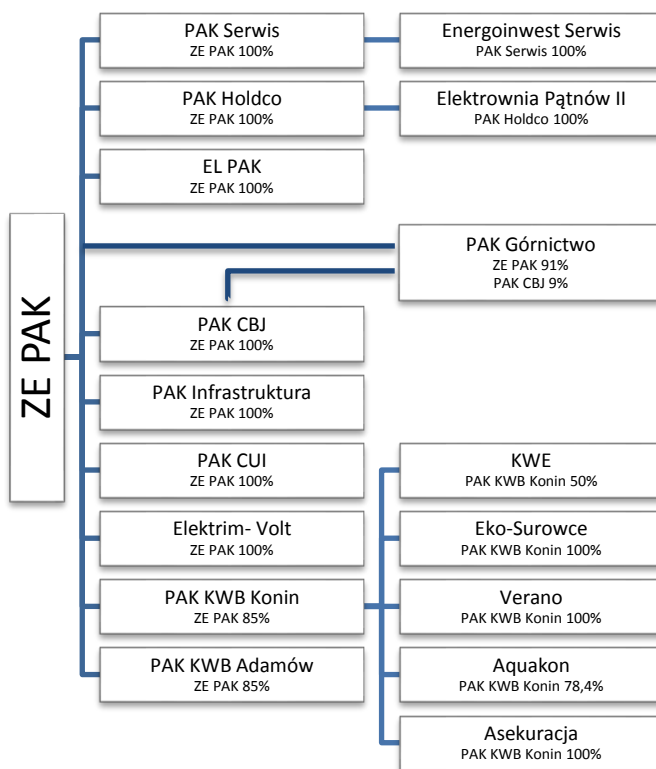 ZE PAK
PAK Serwis
ZE PAK 100%
Energoinwest Serwis
PAK Serwis 100%
PAK Holdco
ZE PAK 100%
Elektrownia Pątnów II
PAK Holdco 100%
EL PAK
ZE PAK 100%
PAK Górnictwo
ZE PAK 91%
PAK CBJ 9%
PAK CBJ
ZE PAK 100%
PAK Infrastruktura
ZE PAK 100%
PAK CUI
ZE PAK 100%
Elektrim- Volt
ZE PAK 100%
PAK KWB Konin
ZE PAK 85%
PAK KWB Adamów
ZE PAK 85%
KWE
PAK KWB Konin 50%
Eko-Surowce
PAK KWB Konin 100%
Verano
PAK KWB Konin 100%
Aquakon
PAK KWB Konin 78,4%
Asekuracja
PAK KWB Konin 100%